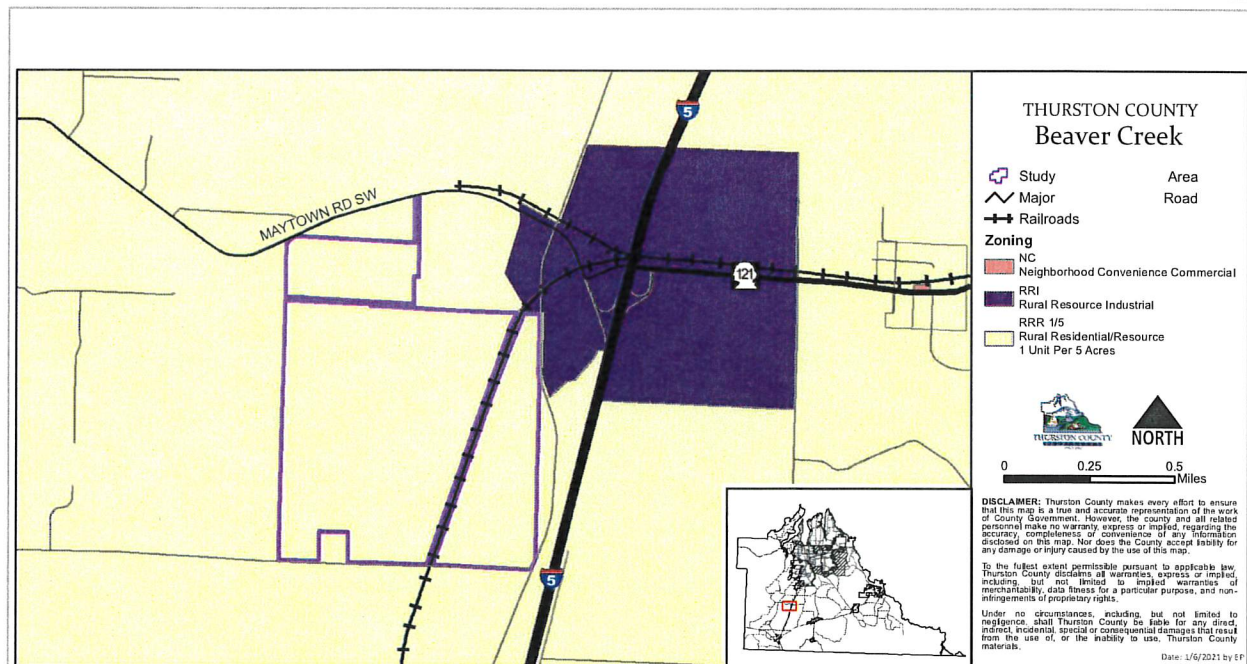 THURSTON COUNTY
Beaver Creek
Study Area
Major Road
Railroads
Zoning
NC
Neighborhood Convenience Commercial
RRI
Rural Resource Industrial
RRR 1/5
Rural Residential/Resource
1 Unit Per 5 Acres
THURSTON COUNTY
NORTH
0 0.25 0.5
Miles
DISCLAIMER: Thurston County makes every effort to ensure
that this map is a true and accurate representation of the work
of County Government. However, the county and all related
personnel make no warranty, express or implied, regarding the
accuracy, completeness or convenience of any information
disclosed on this map. Nor does the County accept liability for
any damage or injury caused by the use of this map.
To the fullest extent permissible pursuant to applicable law,
Thurston County disclaims all warranties, express or implied,
including, but not limited to implied warranties of
merchantability, data fitness for a particular purpose, and non-
infringements of proprietary rights.
Under no circumstances, including, but not limited to
negligence, shall Thurston County be liable for any direct,
indirect, incidental, special or consequential damages that result
from the use of, or the inability to use, Thurston County
materials.
Date: 1/6/2021 by EP
5
MAYTOWN RD SW
121
5